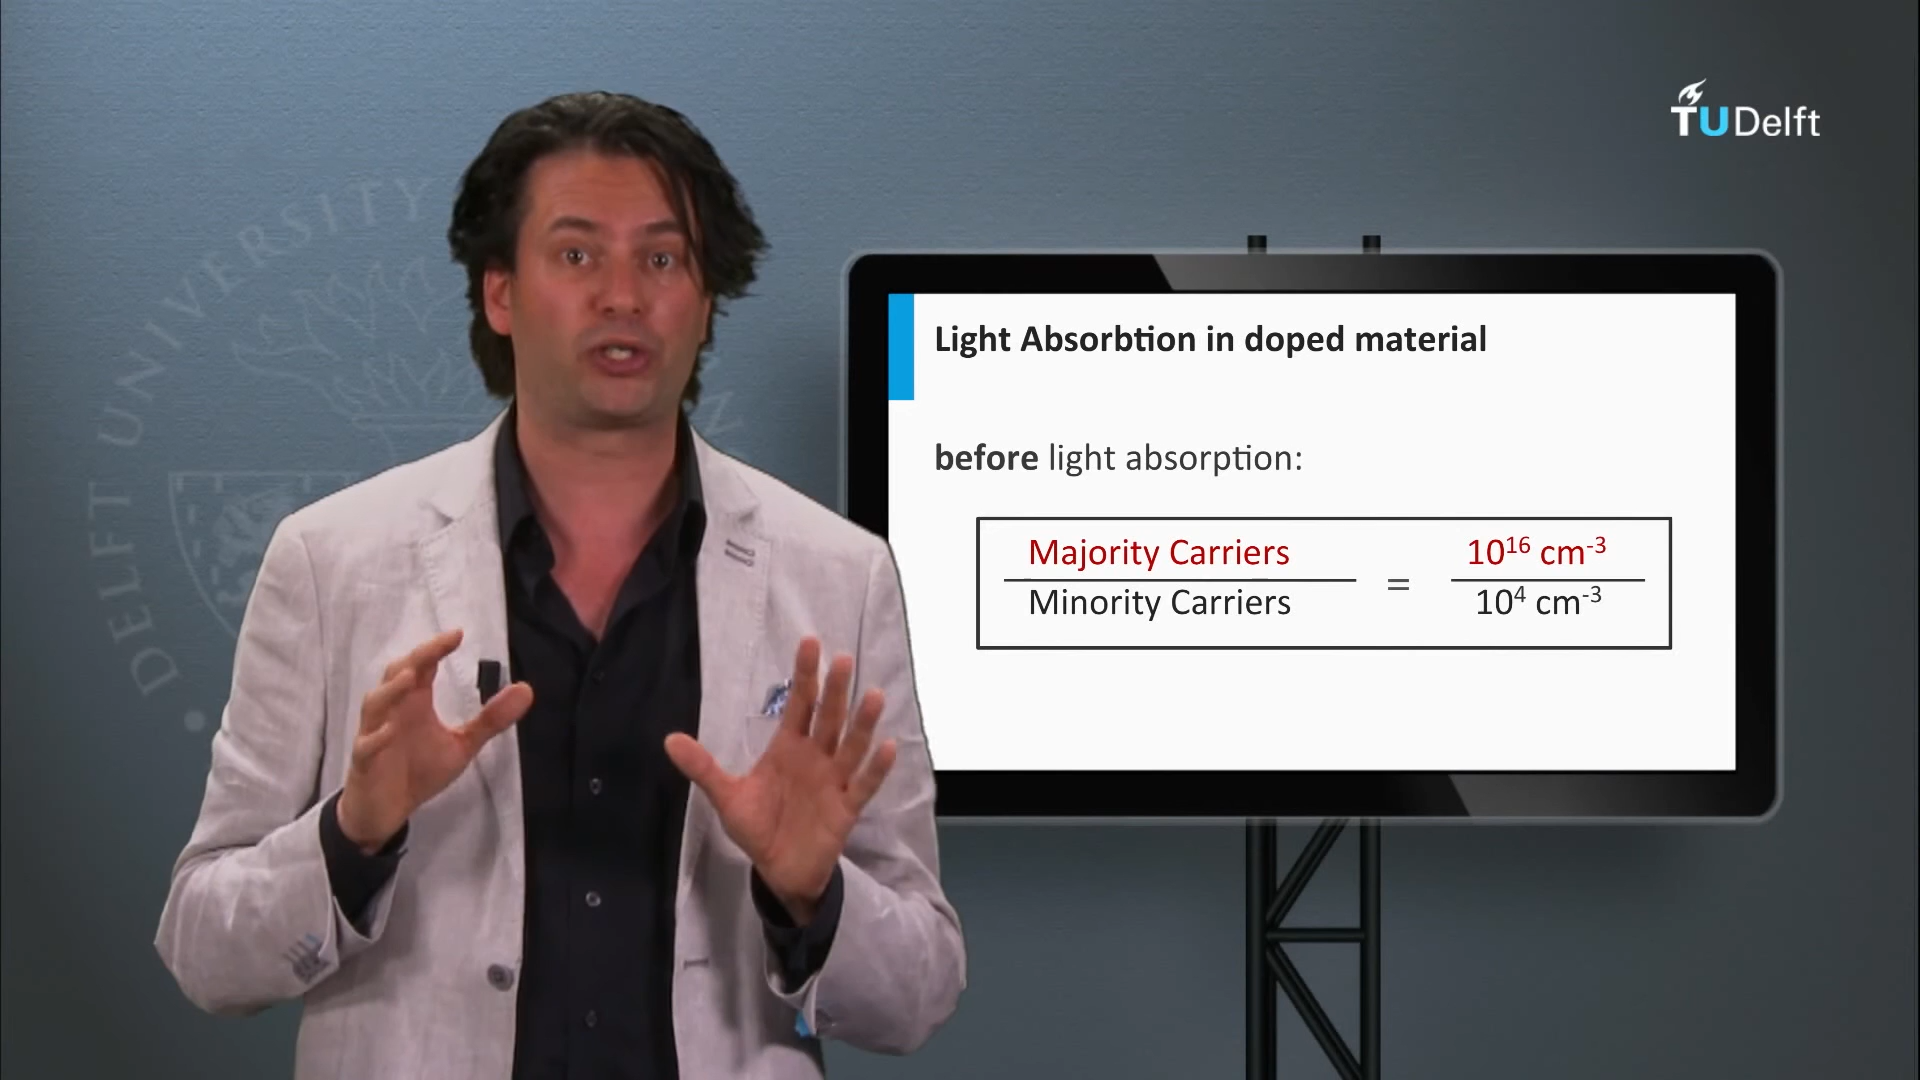 TUDelft
DELFT UNIVERSITY
Light Absorbtion in doped material
before light absorption:
Majority Carriers
Minority Carriers
=
10¹⁶ cm⁻³
10⁴ cm⁻³